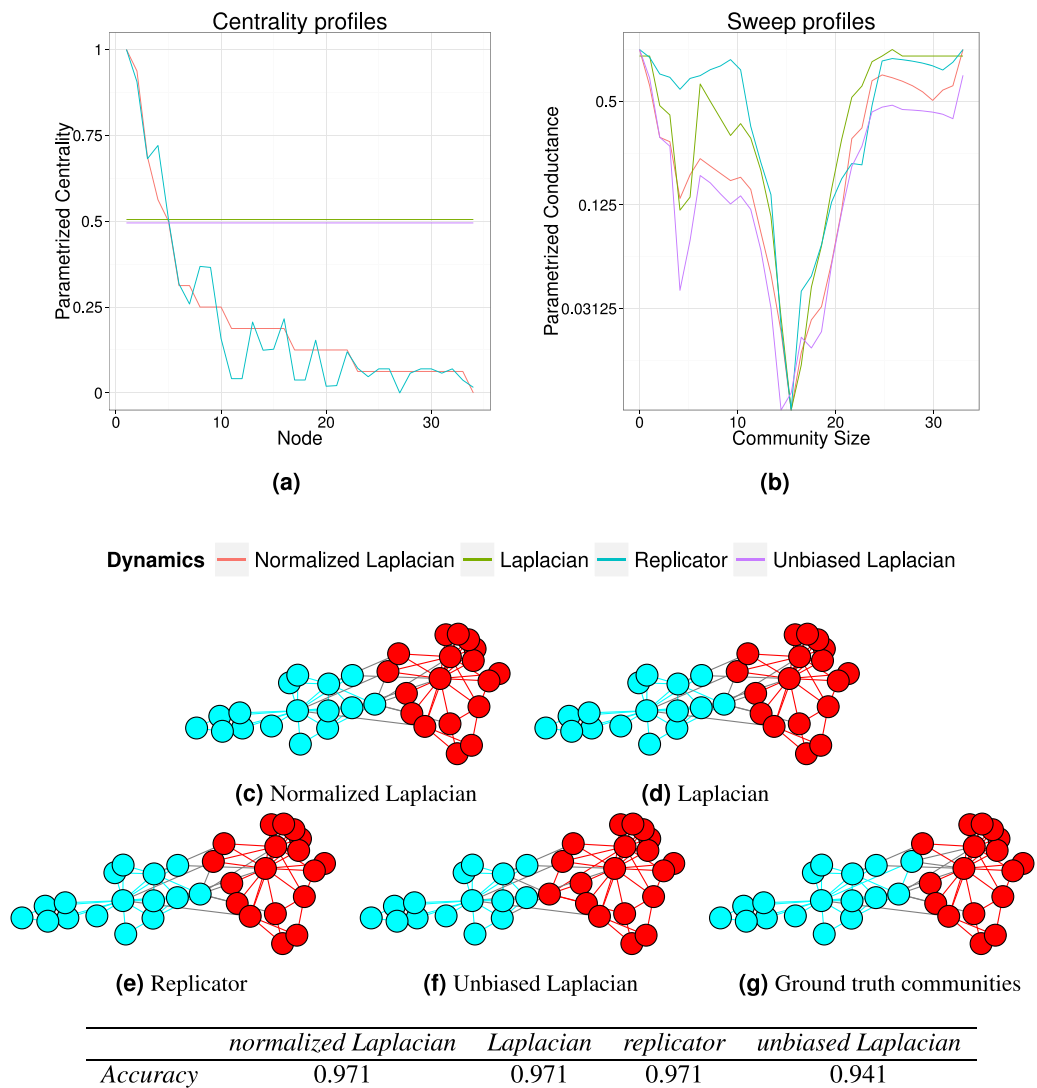 Centrality profiles
Sweep profiles
Parametrized Centrality
1
0.75
0.5
0.25
0
0
10
20
30
Node
Parametrized Conductance
0.5
0.125
0.03125
0
10
20
30
Community Size
(a)
(b)
Dynamics Normalized Laplacian Laplacian Replicator Unbiased Laplacian
(c) Normalized Laplacian
(d) Laplacian
(e) Replicator
(f) Unbiased Laplacian
(g) Ground truth communities
normalized Laplacian Laplacian replicator unbiased Laplacian
Accuracy 0.971 0.971 0.971 0.941